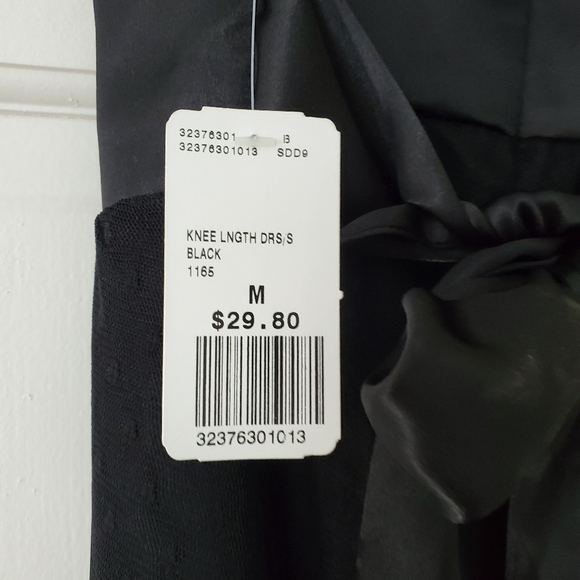 32376301 B
32376301013 SDD9
KNEE LNGTH DRS/S
BLACK
1165
M
$29.80
32376301013